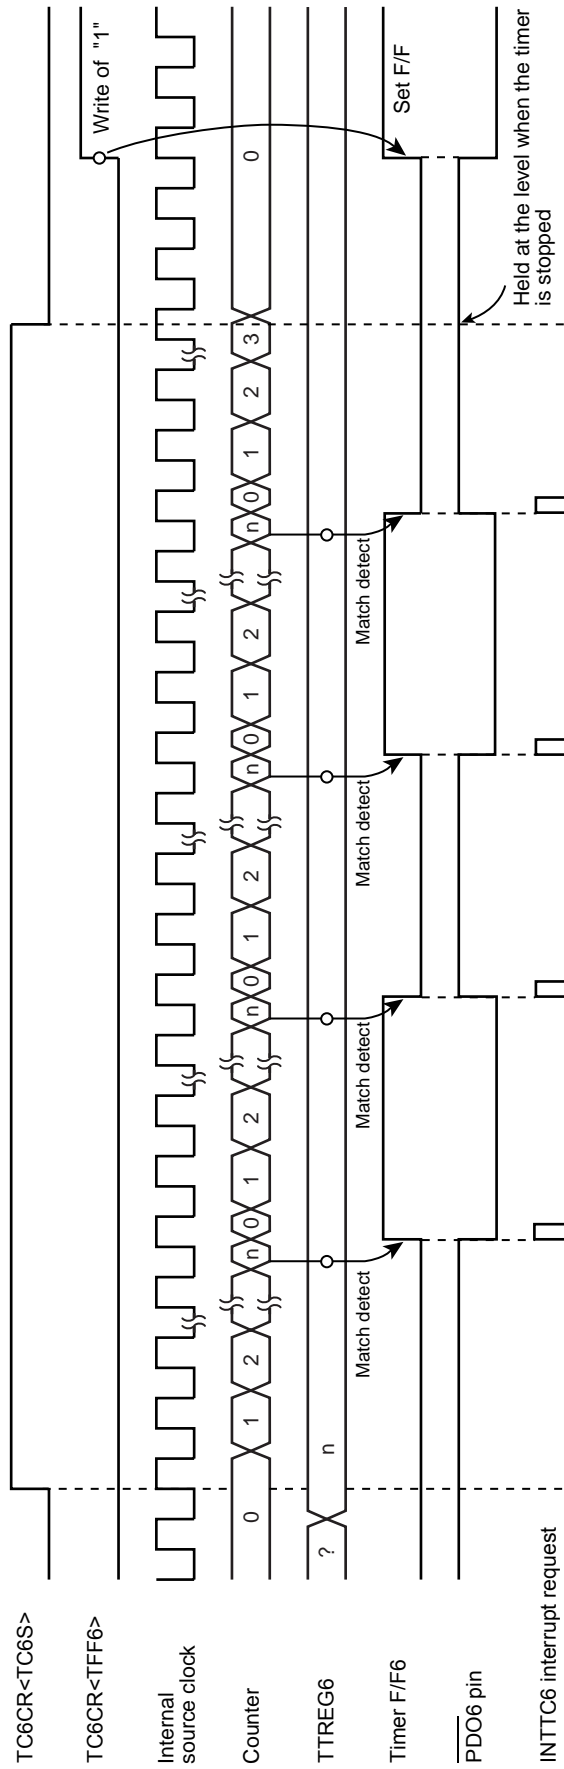 TC6CR<TC6S>
TC6CR<TFF6>
Write of "1"
Internal
source clock
Counter
0 1 2 n 0 1 2 n 0 1 2 n 0 1 2 n 0 1 2 3 0
TTREG6
? n
Match detect Match detect Match detect Match detect
Timer F/F6
Set F/F
PDO6 pin
Held at the level when the timer
is stopped
INTTC6 interrupt request